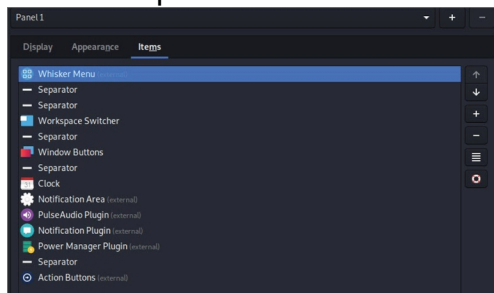 Panel 1
Display Appearance Items
Whisker Menu (external)
Separator
Separator
Workspace Switcher
Separator
Window Buttons
Separator
Clock
Notification Area (external)
PulseAudio Plugin (external)
Notification Plugin (external)
Power Manager Plugin (external)
Separator
Action Buttons (external)